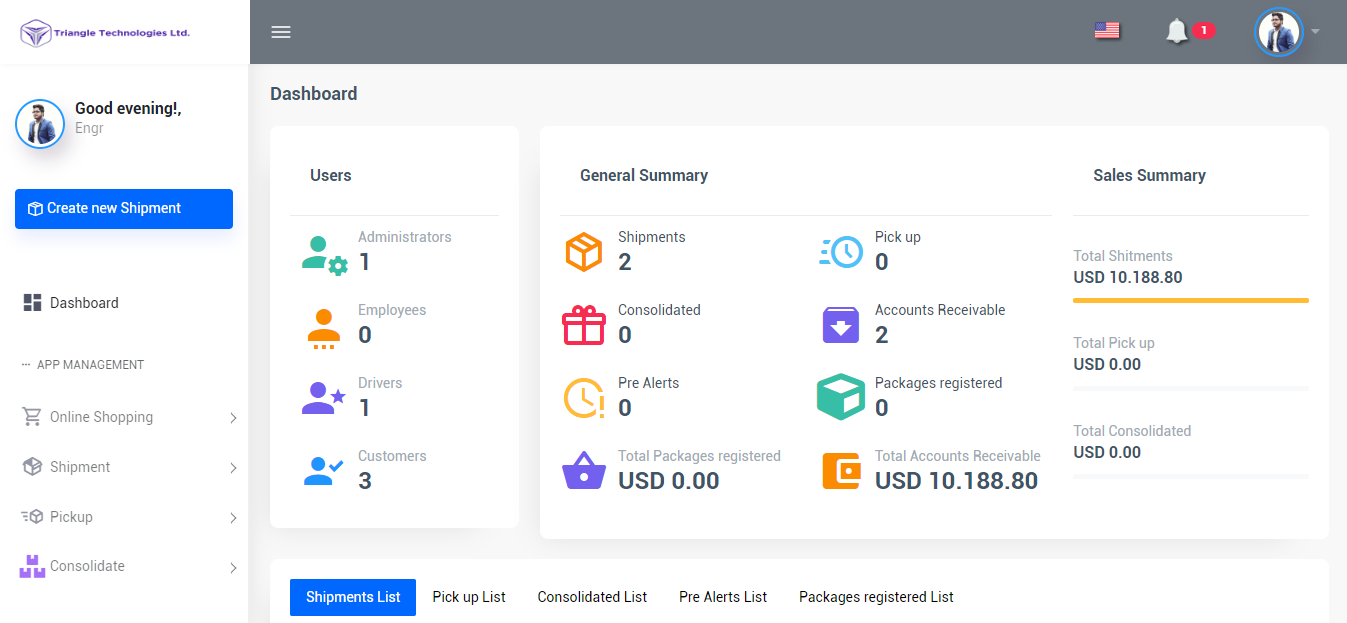 Triangle Technologies Ltd.
1
Good evening!,
Engr
Create new Shipment
Dashboard
APP MANAGEMENT
Online Shopping
Shipment
Pickup
Consolidate
Dashboard
Users
Administrators
1
Employees
0
Drivers
1
Customers
3
General Summary
Shipments
2
Pick up
0
Consolidated
0
Accounts Receivable
2
Pre Alerts
0
Packages registered
0
Total Packages registered
USD 0.00
Total Accounts Receivable
USD 10.188.80
Sales Summary
Total Shitments
USD 10.188.80
Total Pick up
USD 0.00
Total Consolidated
USD 0.00
Shipments List Pick up List Consolidated List Pre Alerts List Packages registered List